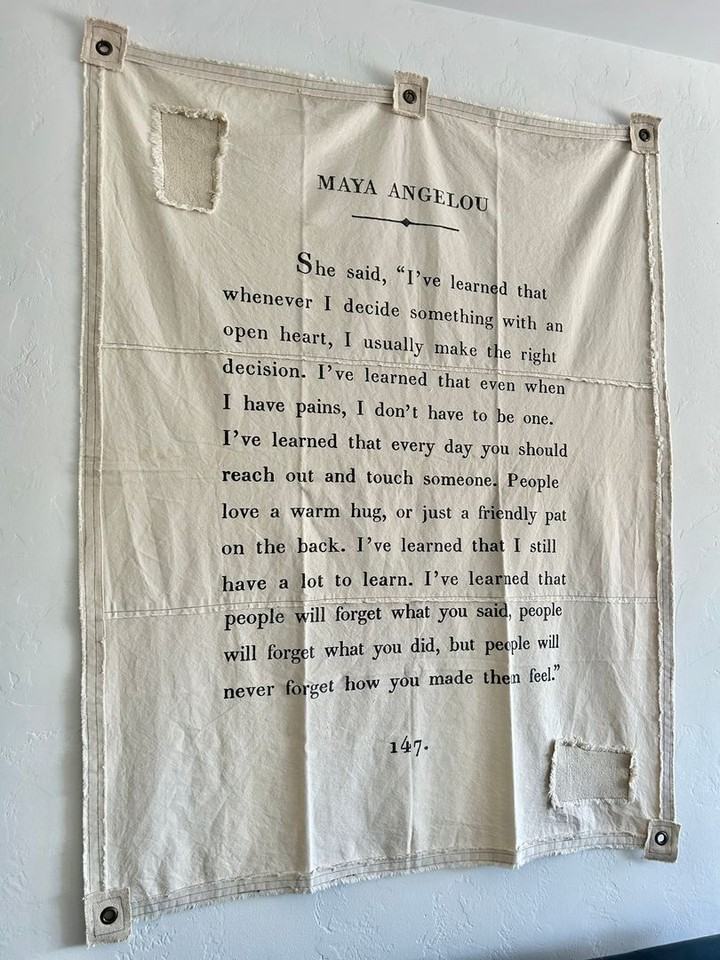 MAYA ANGELOU
She said, “I’ve learned that
whenever I decide something with an
open heart, I usually make the right
decision. I’ve learned that even when
I have pains, I don’t have to be one.
I’ve learned that every day you should
reach out and touch someone. People
love a warm hug, or just a friendly pat
on the back. I’ve learned that I still
have a lot to learn. I’ve learned that
people will forget what you said, people
will forget what you did, but people will
never forget how you made them feel.”
147.